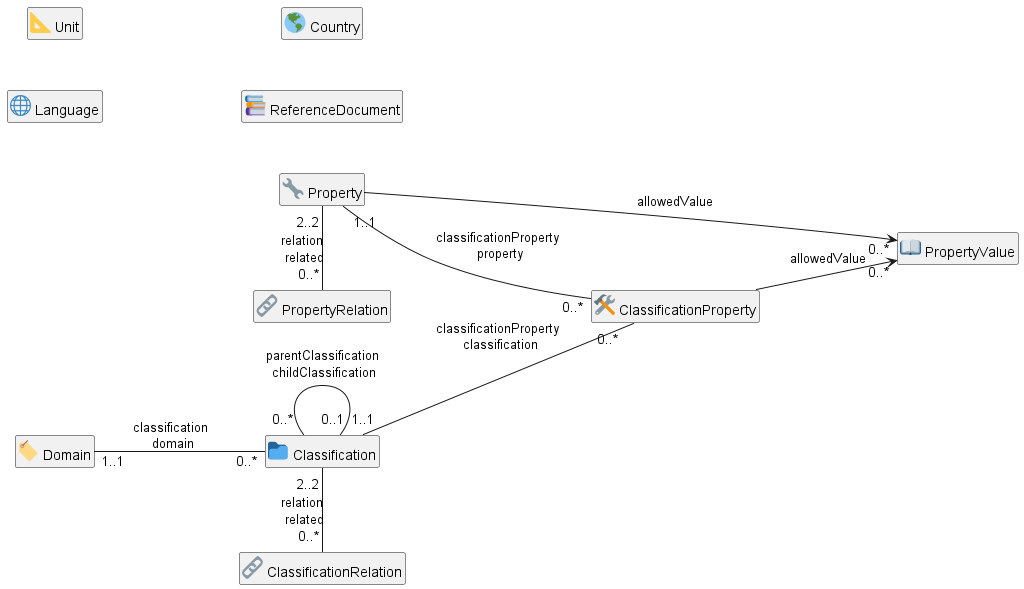 Unit
Country
Language
ReferenceDocument
Property
allowedValue
2..2
1..1
relation
related
0..*
classificationProperty
property
0..*
PropertyValue
allowedValue
0..*
0..*
PropertyRelation
ClassificationProperty
classificationProperty
classification
0..*
parentClassification
childClassification
0..*
0..1
1..1
classification
domain
Domain
1..1
0..*
Classification
2..2
relation
related
0..*
ClassificationRelation